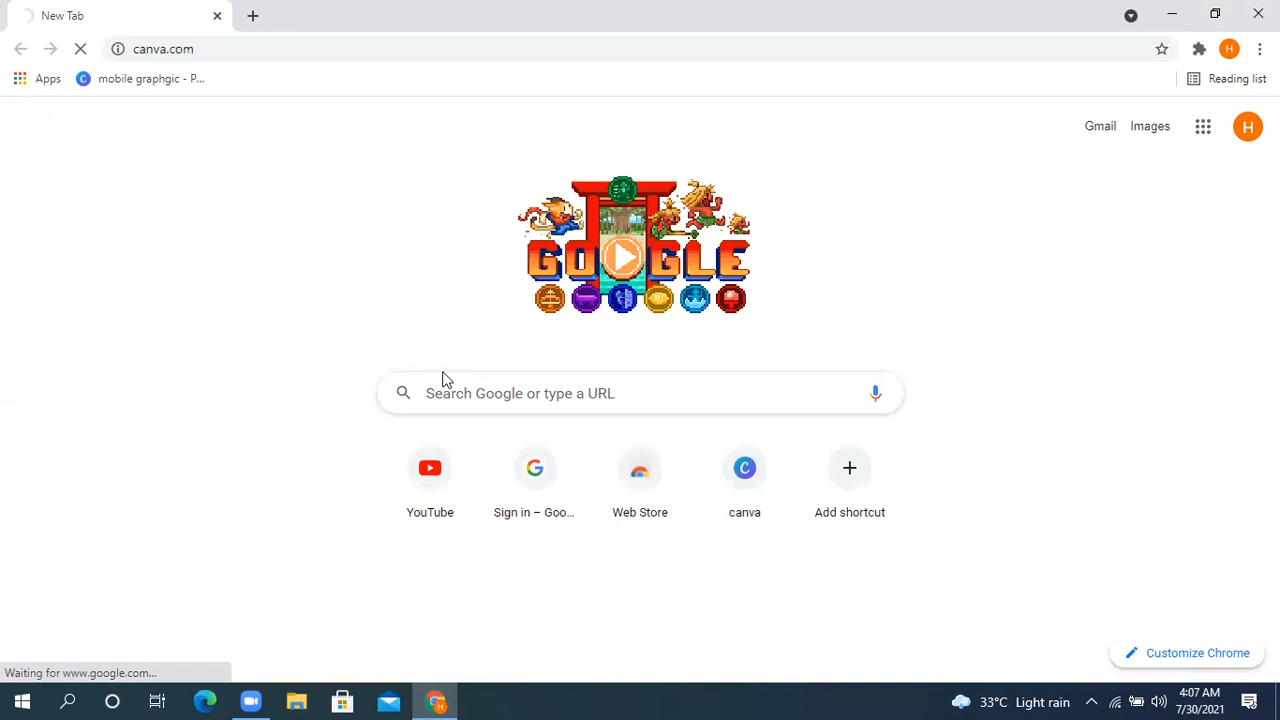 New Tab
canva.com
Apps
mobile graphgic - P...
Reading list
H
Gmail
Images
H
GOOGLE
Search Google or type a URL
YouTube
Sign in – Goo...
Web Store
canva
Add shortcut
Customize Chrome
Waiting for www.google.com...
33°C Light rain
4:07 AM
7/30/2021